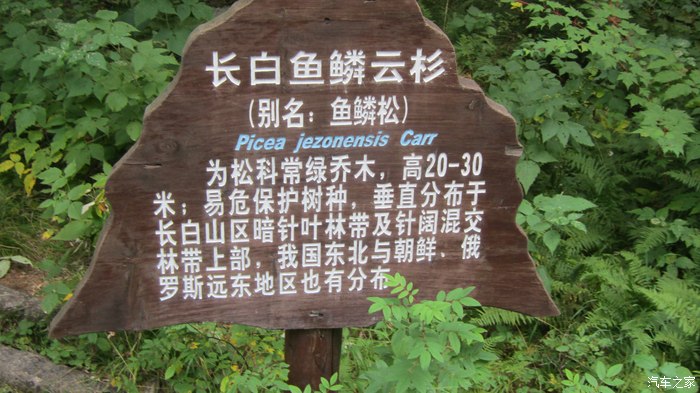 长白鱼鳞云杉
(别名：鱼鳞松)
Picea jezonensis Carr
为松科常绿乔木，高20-30
米；易危保护树种，垂直分布于
长白山区暗针叶林带及针阔混交
林带上部，我国东北与朝鲜、俄
罗斯远东地区也有分布
汽车之家